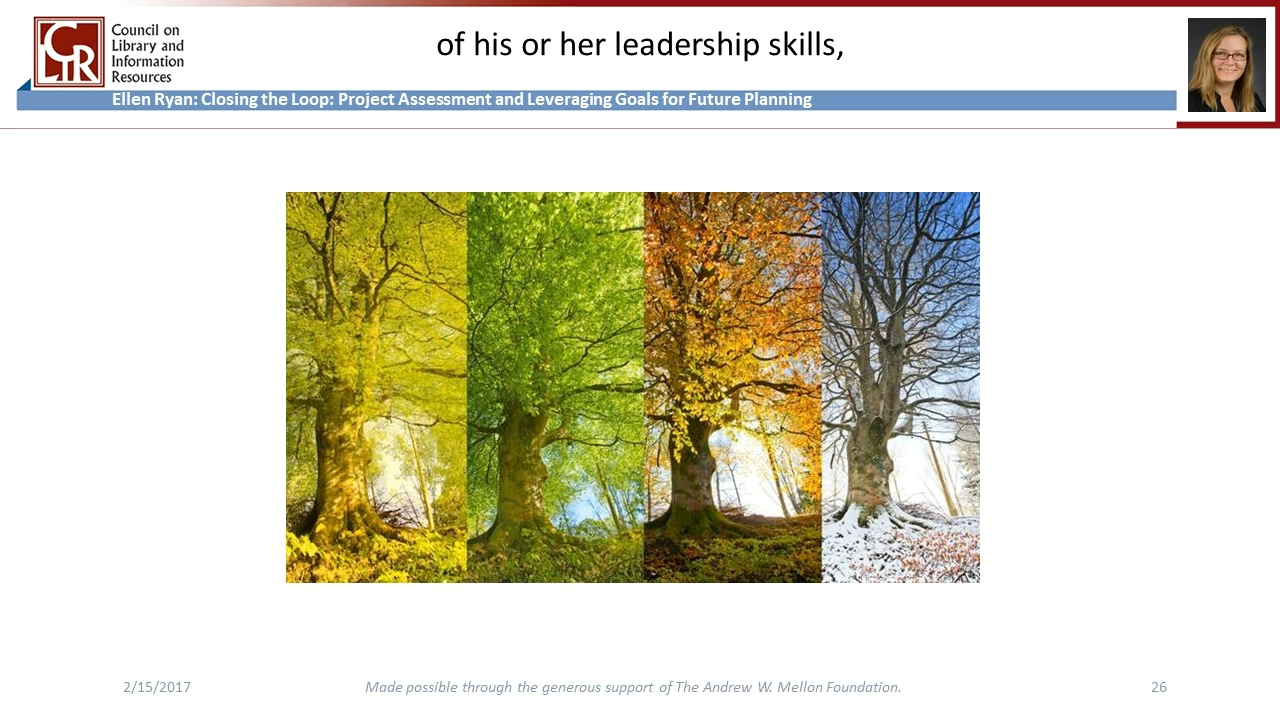 CLIR
Council on
Library and
Information
Resources
of his or her leadership skills,
Ellen Ryan: Closing the Loop: Project Assessment and Leveraging Goals for Future Planning
2/15/2017
Made possible through the generous support of The Andrew W. Mellon Foundation.
26